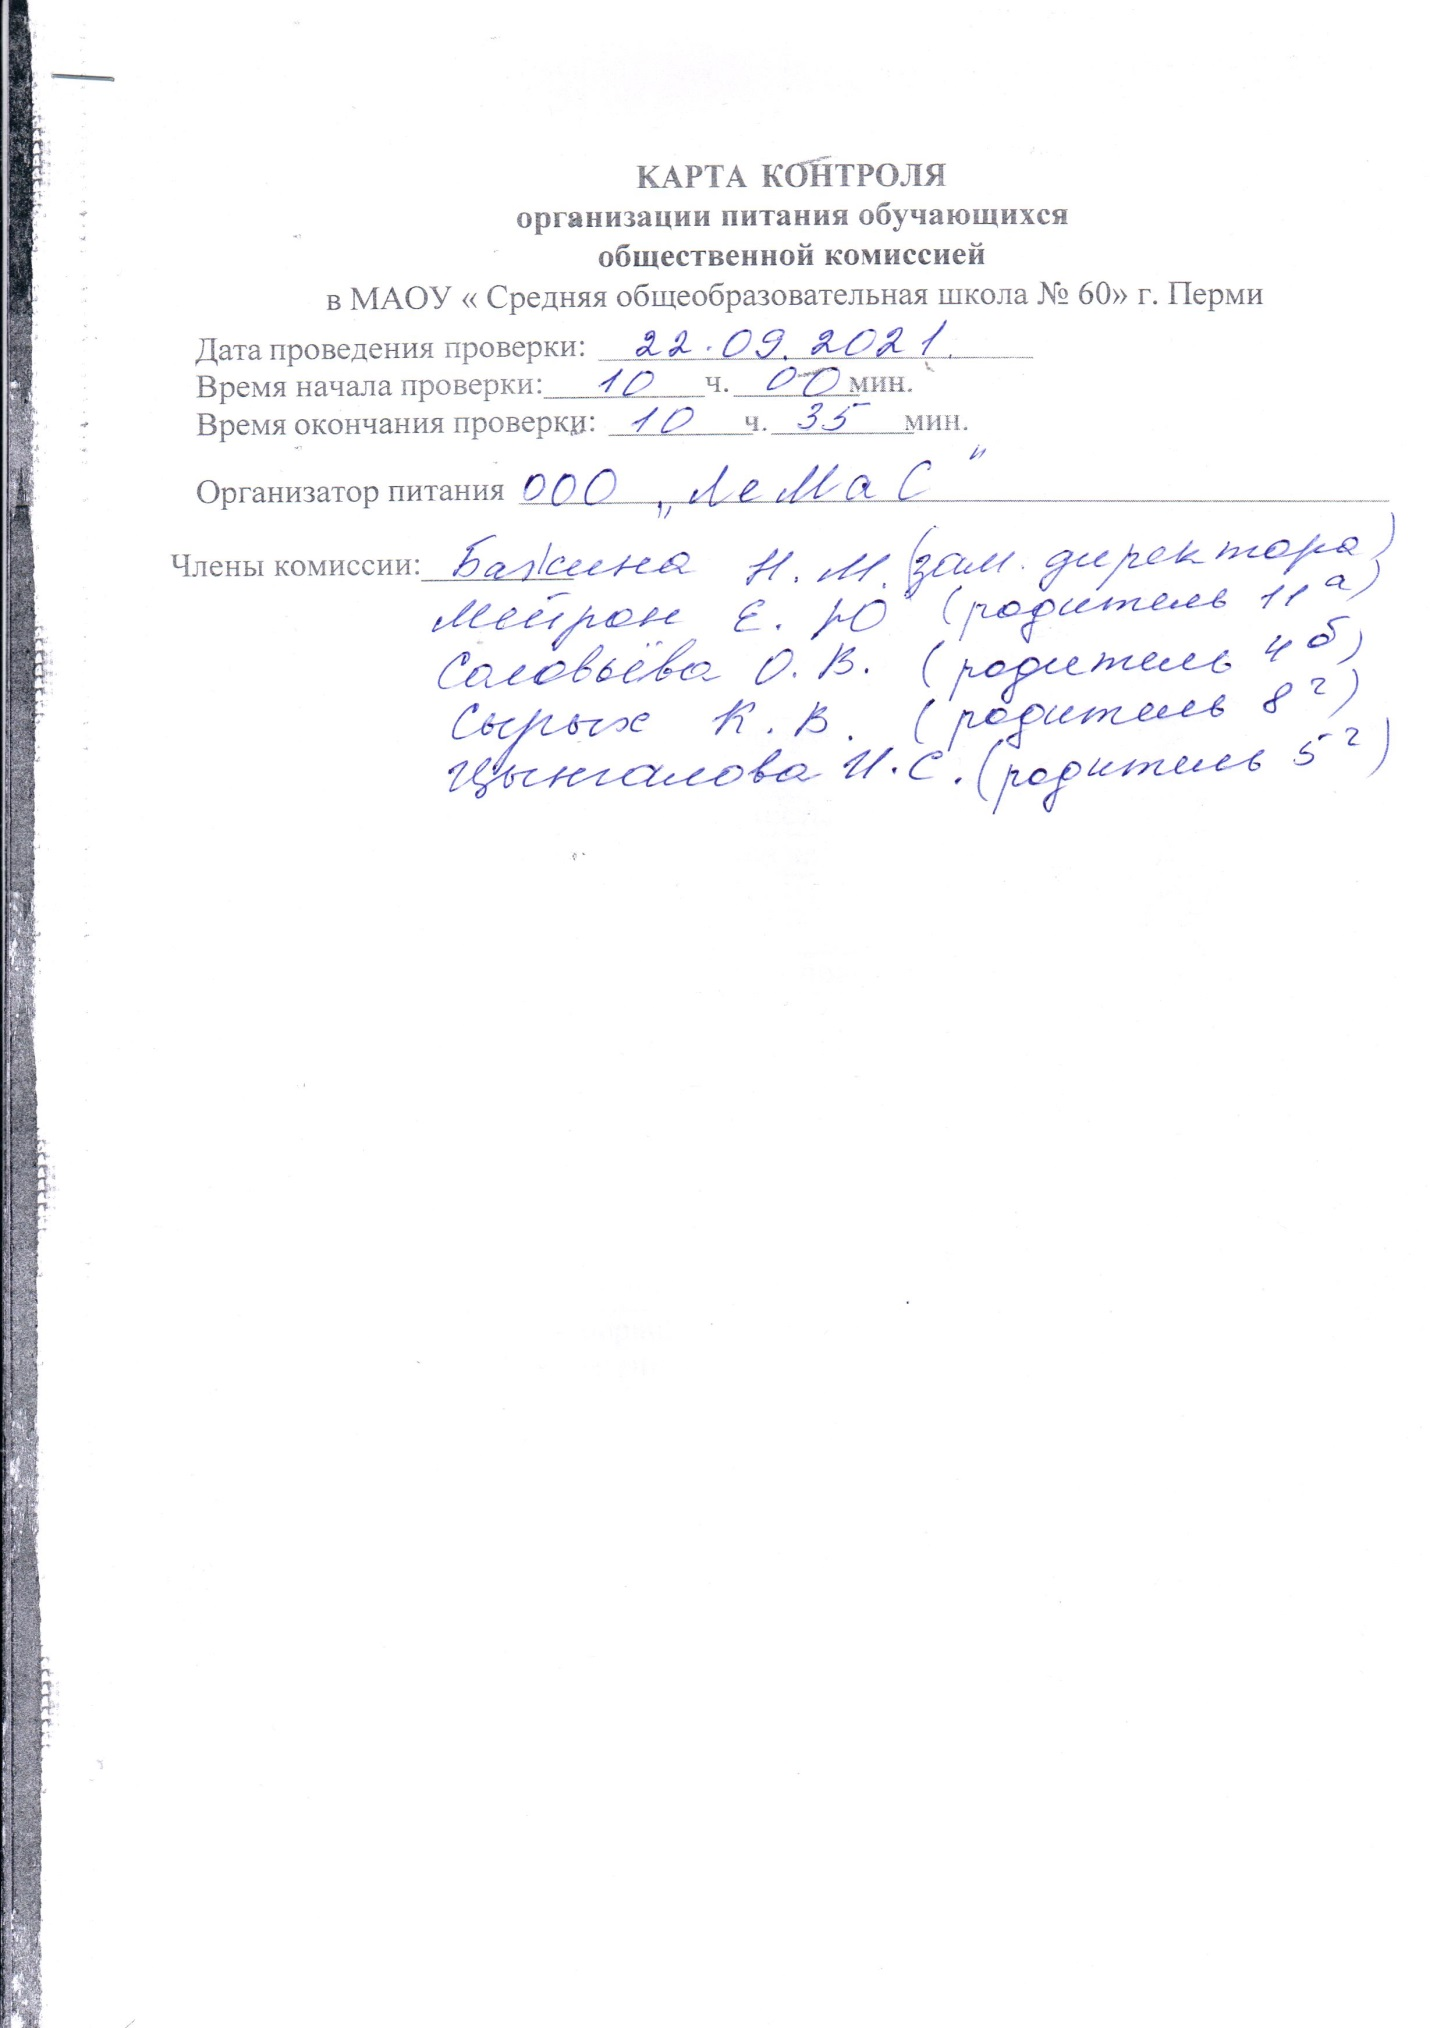 КАРТА КОНТРОЛЯ
организации питания обучающихся
общественной комиссией
в МАОУ « Средняя общеобразовательная школа № 60» г. Перми
Дата проведения проверки: 22.09.2021.
Время начала проверки: 10 ч. 00 мин.
Время окончания проверки: 10 ч. 35 мин.
Организатор питания ООО „ЛеМаС"
Члены комиссии: Бажина Н. М. (зам. директора)
Мейрон Е. Ю (родитель 11а)
Соловьёва О. В. (родитель 4б)
Сырых К. В. (родитель 8г)
Цынгалова И. С. (родитель 5г)